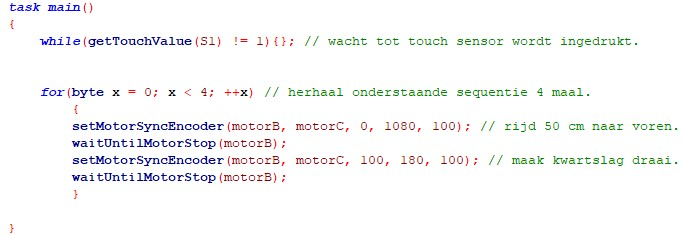 task main()
{
while(getTouchValue(S1) != 1){}; // wacht tot touch sensor wordt ingedrukt.
for(byte x = 0; x < 4; ++x) // herhaal onderstaande sequentie 4 maal.
{
setMotorSyncEncoder(motorB, motorC, 0, 1080, 100); // rijd 50 cm naar voren.
waitUntilMotorStop(motorB);
setMotorSyncEncoder(motorB, motorC, 100, 180, 100); // maak kwartslag draai.
waitUntilMotorStop(motorB);
}
}